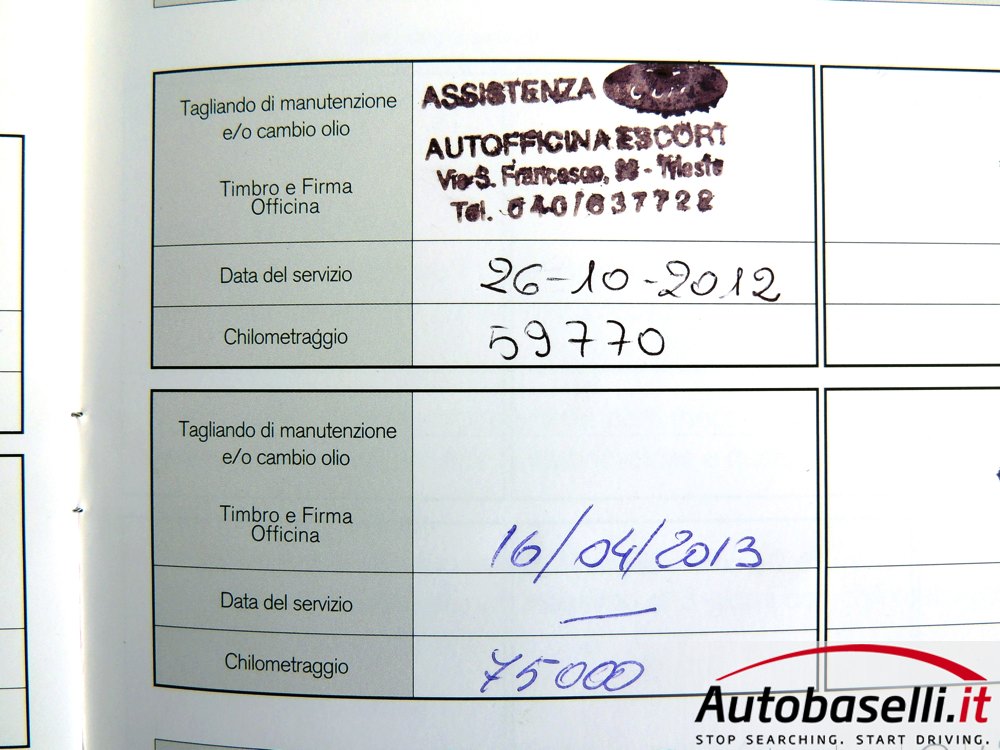 Tagliando di manutenzione
e/o cambio olio
Timbro e Firma
Officina
ASSISTENZA
AUTOFFICINA ESCORT
Via S. Francesco, - Trieste
Tel. 040/637728
Data del servizio
26-10-2012
Chilometraggio
59770
Tagliando di manutenzione
e/o cambio olio
Timbro e Firma
Officina
16/04/2013
Data del servizio
—
Chilometraggio
75000
Autobaselli.it
STOP SEARCHING. START DRIVING.